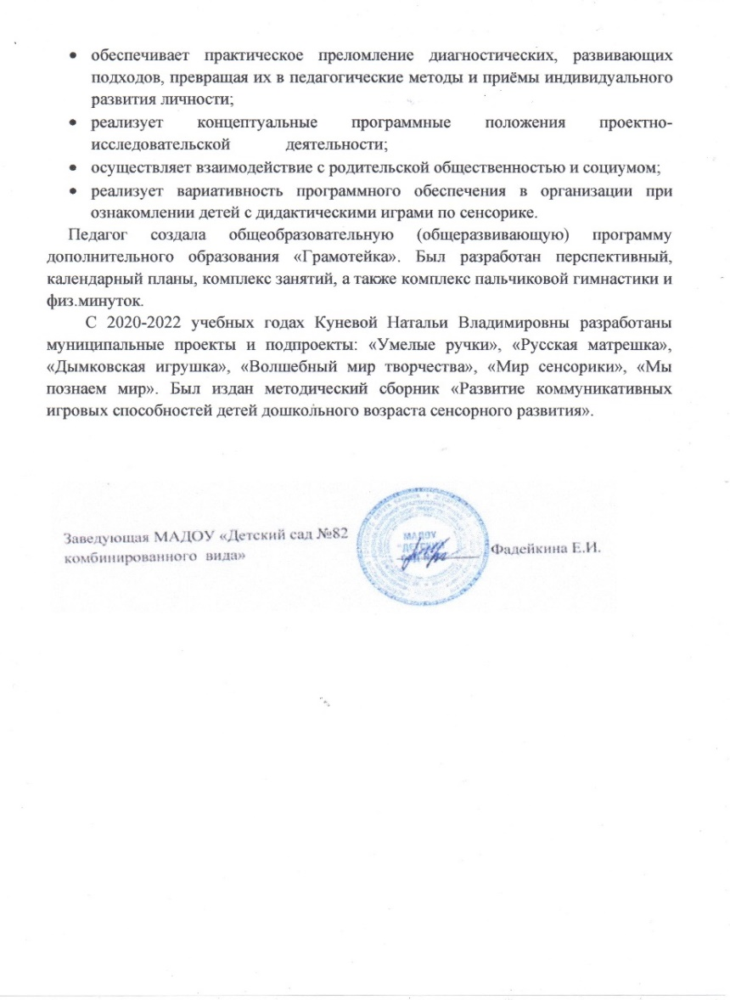 • обеспечивает практическое преломление диагностических, развивающих
подходов, превращая их в педагогические методы и приёмы индивидуального
развития личности;
• реализует концептуальные программные положения проектно-
исследовательской деятельности;
• осуществляет взаимодействие с родительской общественностью и социумом;
• реализует вариативность программного обеспечения в организации при
ознакомлении детей с дидактическими играми по сенсорике.
Педагог создала общеобразовательную (общеразвивающую) программу
дополнительного образования «Грамотейка». Был разработан перспективный,
календарный планы, комплекс занятий, а также комплекс пальчиковой гимнастики и
физ.минуток.
С 2020-2022 учебных годах Куневой Натальи Владимировны разработаны
муниципальные проекты и подпроекты: «Умелые ручки», «Русская матрешка»,
«Дымковская игрушка», «Волшебный мир творчества», «Мир сенсорики», «Мы
познаем мир». Был издан методический сборник «Развитие коммуникативных
игровых способностей детей дошкольного возраста сенсорного развития».
Заведующая МАДОУ «Детский сад №82
комбинированного вида»
МАДОУ
Фадейкина Е.И.